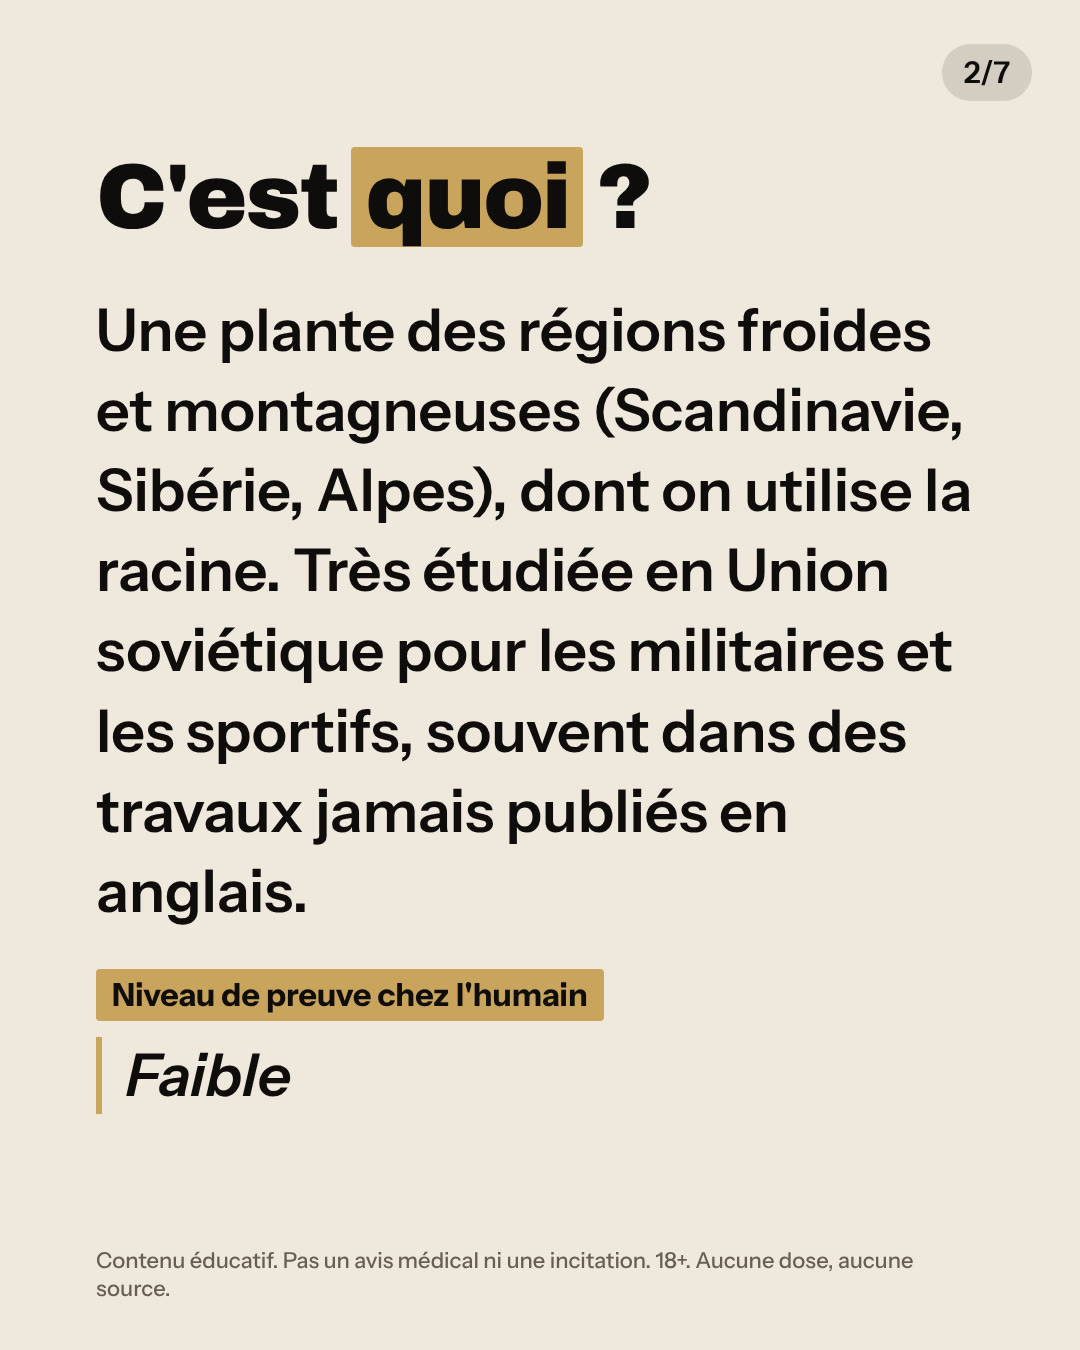 2/7
C'est quoi ?
Une plante des régions froides
et montagneuses (Scandinavie,
Sibérie, Alpes), dont on utilise la
racine. Très étudiée en Union
soviétique pour les militaires et
les sportifs, souvent dans des
travaux jamais publiés en
anglais.
Niveau de preuve chez l'humain
Faible
Contenu éducatif. Pas un avis médical ni une incitation. 18+. Aucune dose, aucune
source.